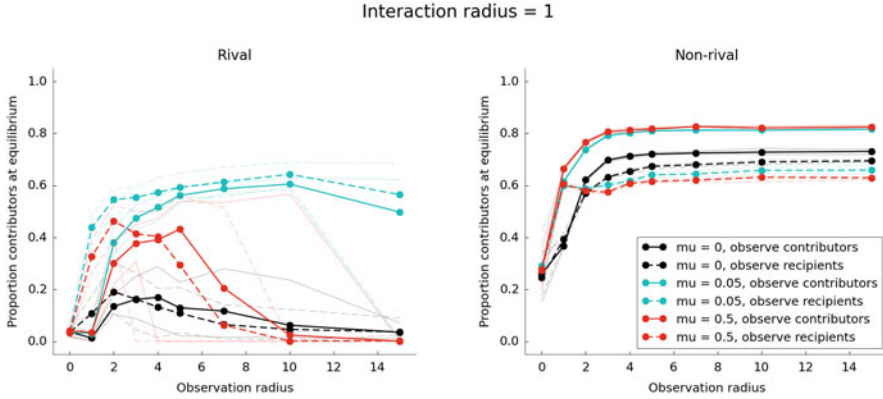 Interaction radius = 1
Rival
Proportion contributors at equilibrium
1.0
0.8
0.6
0.4
0.2
0.0
0 2 4 6 8 10 12 14
Observation radius
Non-rival
Proportion contributors at equilibrium
1.0
0.8
0.6
0.4
0.2
0.0
mu = 0, observe contributors
mu = 0, observe recipients
mu = 0.05, observe contributors
mu = 0.05, observe recipients
mu = 0.5, observe contributors
mu = 0.5, observe recipients
0 2 4 6 8 10 12 14
Observation radius